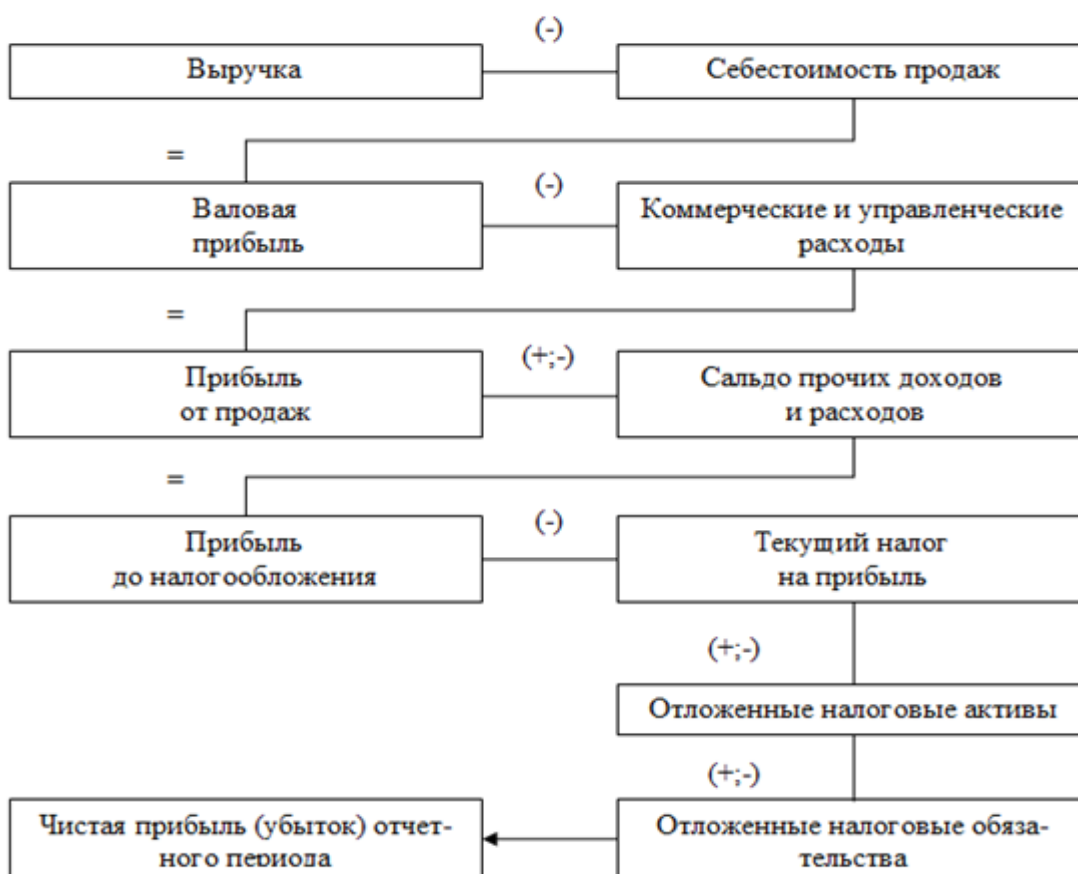 (-)
Выручка
Себестоимость продаж
=
Валовая
прибыль
(-)
Коммерческие и управленческие
расходы
=
Прибыль
от продаж
(+;-)
Сальдо прочих доходов
и расходов
=
Прибыль
до налогообложения
(-)
Текущий налог
на прибыль
(+;-)
Отложенные налоговые активы
(+;-)
Чистая прибыль (убыток) отчет-
ного периода
Отложенные налоговые обяза-
тельства